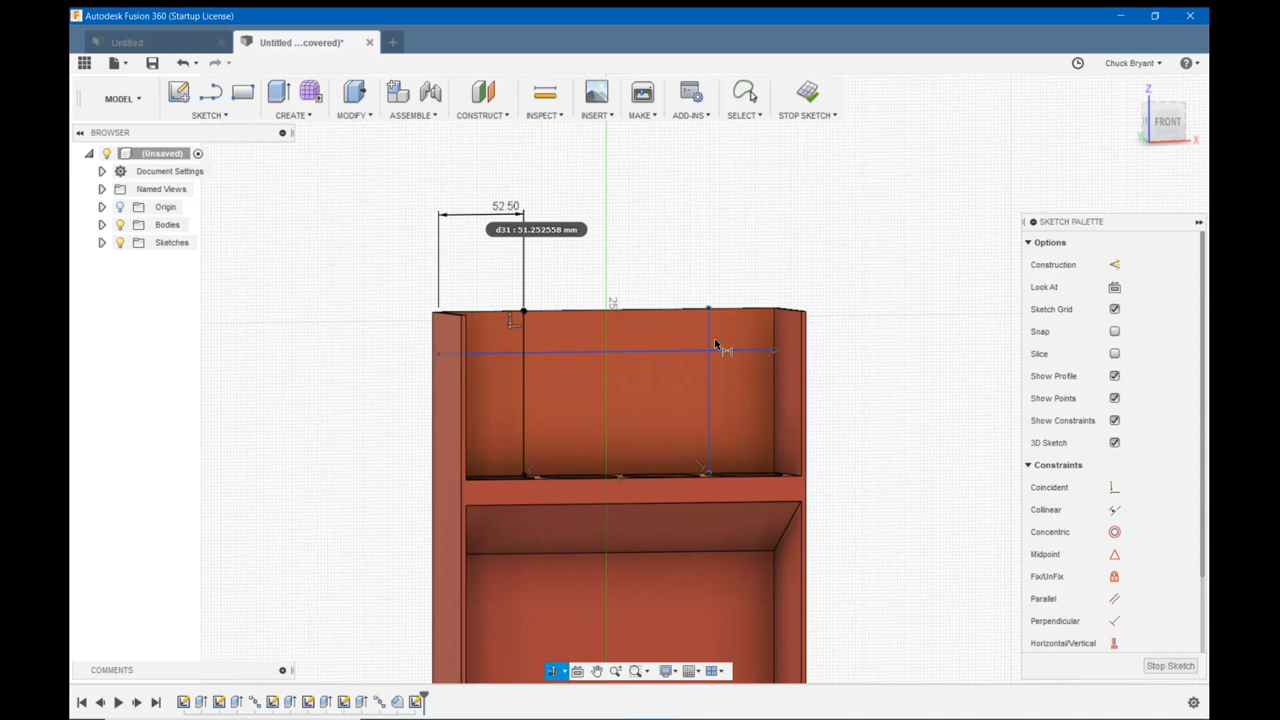 Autodesk Fusion 360 (Startup License)
Untitled
Untitled ...covered)*
Chuck Bryant
MODEL
SKETCH
CREATE
MODIFY
ASSEMBLE
CONSTRUCT
INSPECT
INSERT
MAKE
ADD-INS
SELECT
STOP SKETCH
BROWSER
(Unsaved)
Document Settings
Named Views
Origin
Bodies
Sketches
Z
FRONT
X
Y
52.50
d31 : 51.252558 mm
25
SKETCH PALETTE
Options
Construction
Look At
Sketch Grid
Snap
Slice
Show Profile
Show Points
Show Constraints
3D Sketch
Constraints
Coincident
Collinear
Concentric
Midpoint
Fix/UnFix
Parallel
Perpendicular
Horizontal/Vertical
Stop Sketch
COMMENTS